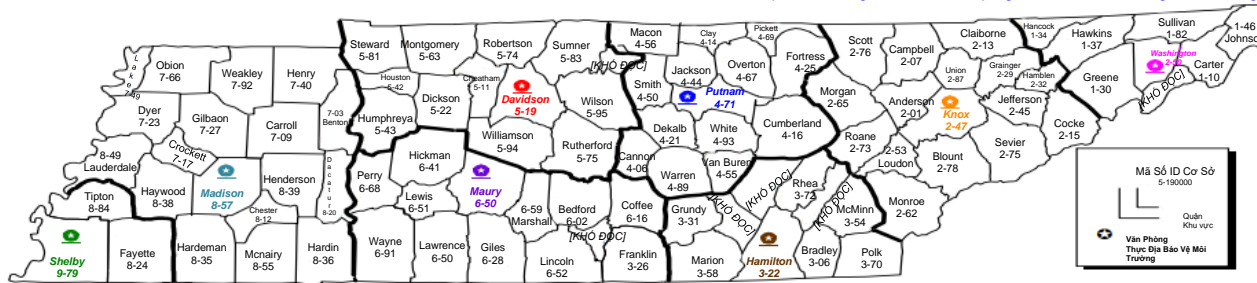 Lake
7-49
Obion
7-66
Weakley
7-92
Henry
7-40
Dyer
7-23
Gilbaon
7-27
Carroll
7-09
7-03
Benton
8-49
Lauderdale
Crockett
7-17
Haywood
8-38
Madison
8-57
Henderson
8-39
Dacatur
8-20
Tipton
8-84
Chester
8-12
Shelby
9-79
Fayette
8-24
Hardeman
8-35
Mcnairy
8-55
Hardin
8-36
Steward
5-81
Montgomery
5-63
Robertson
5-74
Sumner
5-83
[KHÓ ĐỌC]
Houston
5-42
Cheatham
5-11
Dickson
5-22
Davidson
5-19
Wilson
5-95
Humphreya
5-43
Williamson
5-94
Rutherford
5-75
Hickman
6-41
Perry
6-68
Lewis
6-51
Maury
6-50
6-59
Marshall
Bedford
6-02
[KHÓ ĐỌC]
Coffee
6-16
Wayne
6-91
Lawrence
6-50
Giles
6-28
Lincoln
6-52
Franklin
3-26
Macon
4-56
Clay
4-14
Pickett
4-69
Smith
4-50
Jackson
4-44
Overton
4-67
Fortress
4-25
Putnam
4-71
Dekalb
4-21
White
4-93
Cumberland
4-16
Cannon
4-06
Warren
4-89
Van Buren
4-55
Grundy
3-31
[KHÓ ĐỌC]
[KHÓ ĐỌC]
Rhea
3-72
[KHÓ ĐỌC]
McMinn
3-54
Marion
3-58
Hamilton
3-22
Bradley
3-06
Polk
3-70
Scott
2-76
Campbell
2-07
Claiborne
2-13
Hancock
1-34
Hawkins
1-37
Sullivan
1-82
1-46
Johnson
Morgan
2-65
Anderson
2-01
Union
2-87
Grainger
2-29
Hamblen
2-32
Greene
1-30
Washington
Carter
1-10
[KHÓ ĐỌC]
Knox
2-47
Jefferson
2-45
Cocke
2-15
Roane
2-73
2-53
Loudon
Blount
2-78
Sevier
2-75
Monroe
2-62
Mã Số ID Cơ Sở
5-190000
Quận
Khu vực
Văn Phòng
Thực Địa Bảo Vệ Môi
Trường